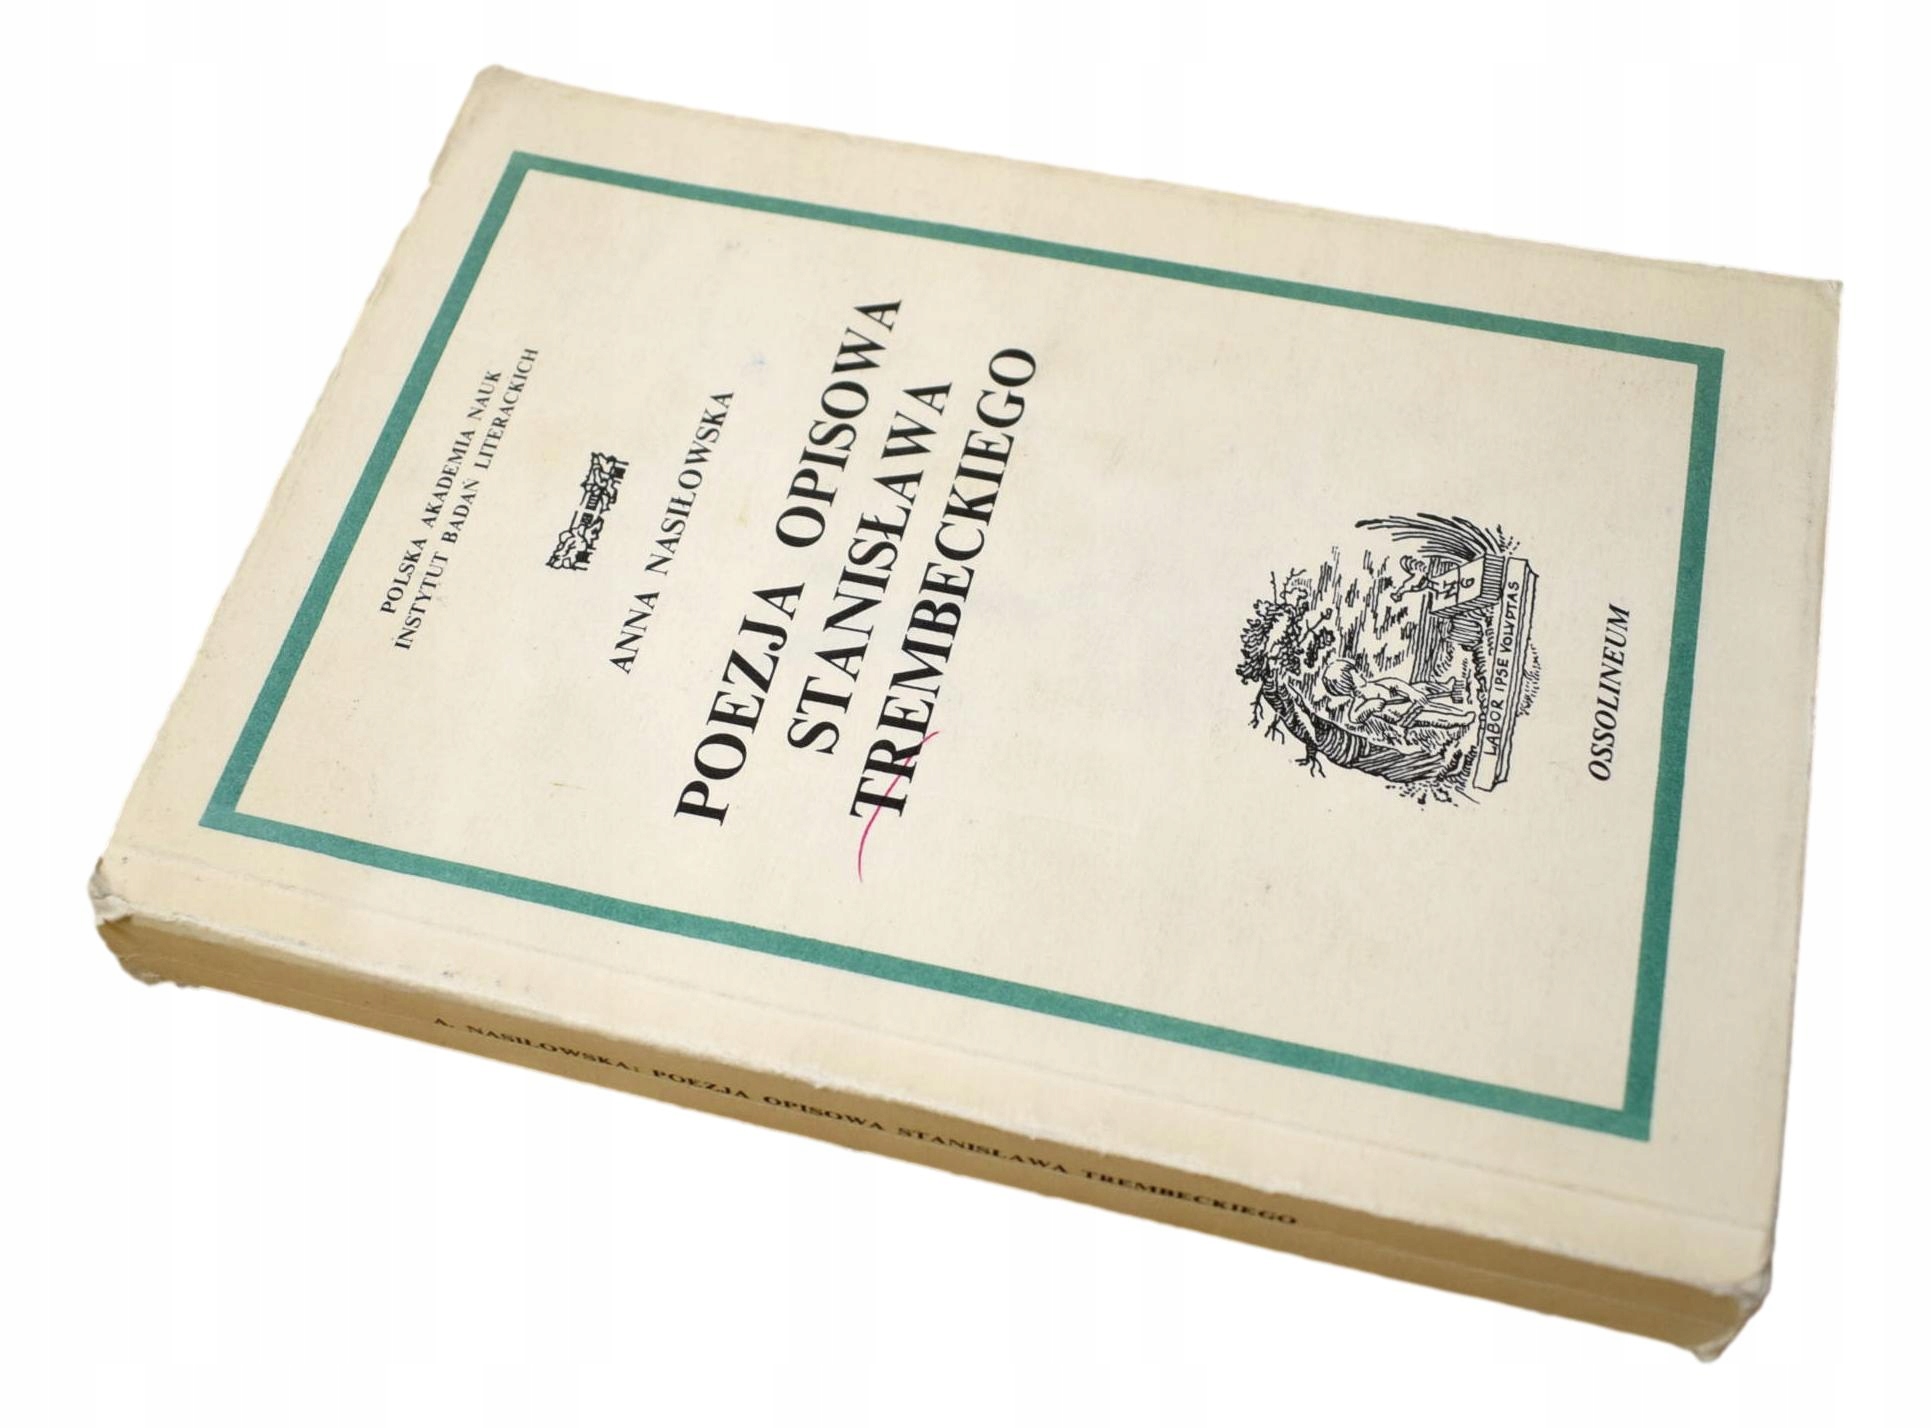 POLSKA AKADEMIA NAUK
INSTYTUT BADAŃ LITERACKICH
ANNA NASIŁOWSKA
POEZJA OPISOWA
STANISŁAWA
TREMBECKIEGO
N
G
LABOR IPSE VOLVPTAS
OSSOLINEUM
A. NASIŁOWSKA: POEZJA OPISOWA STANISŁAWA TREMBECKIEGO